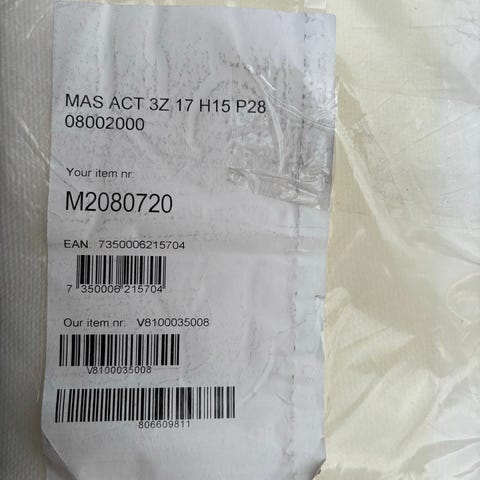 MAS ACT 3Z 17 H15 P28
08002000
Your item nr:
M2080720
EAN: 7350006215704
7 350006 215704
Our item nr: V8100035008
V8100035008
806609811